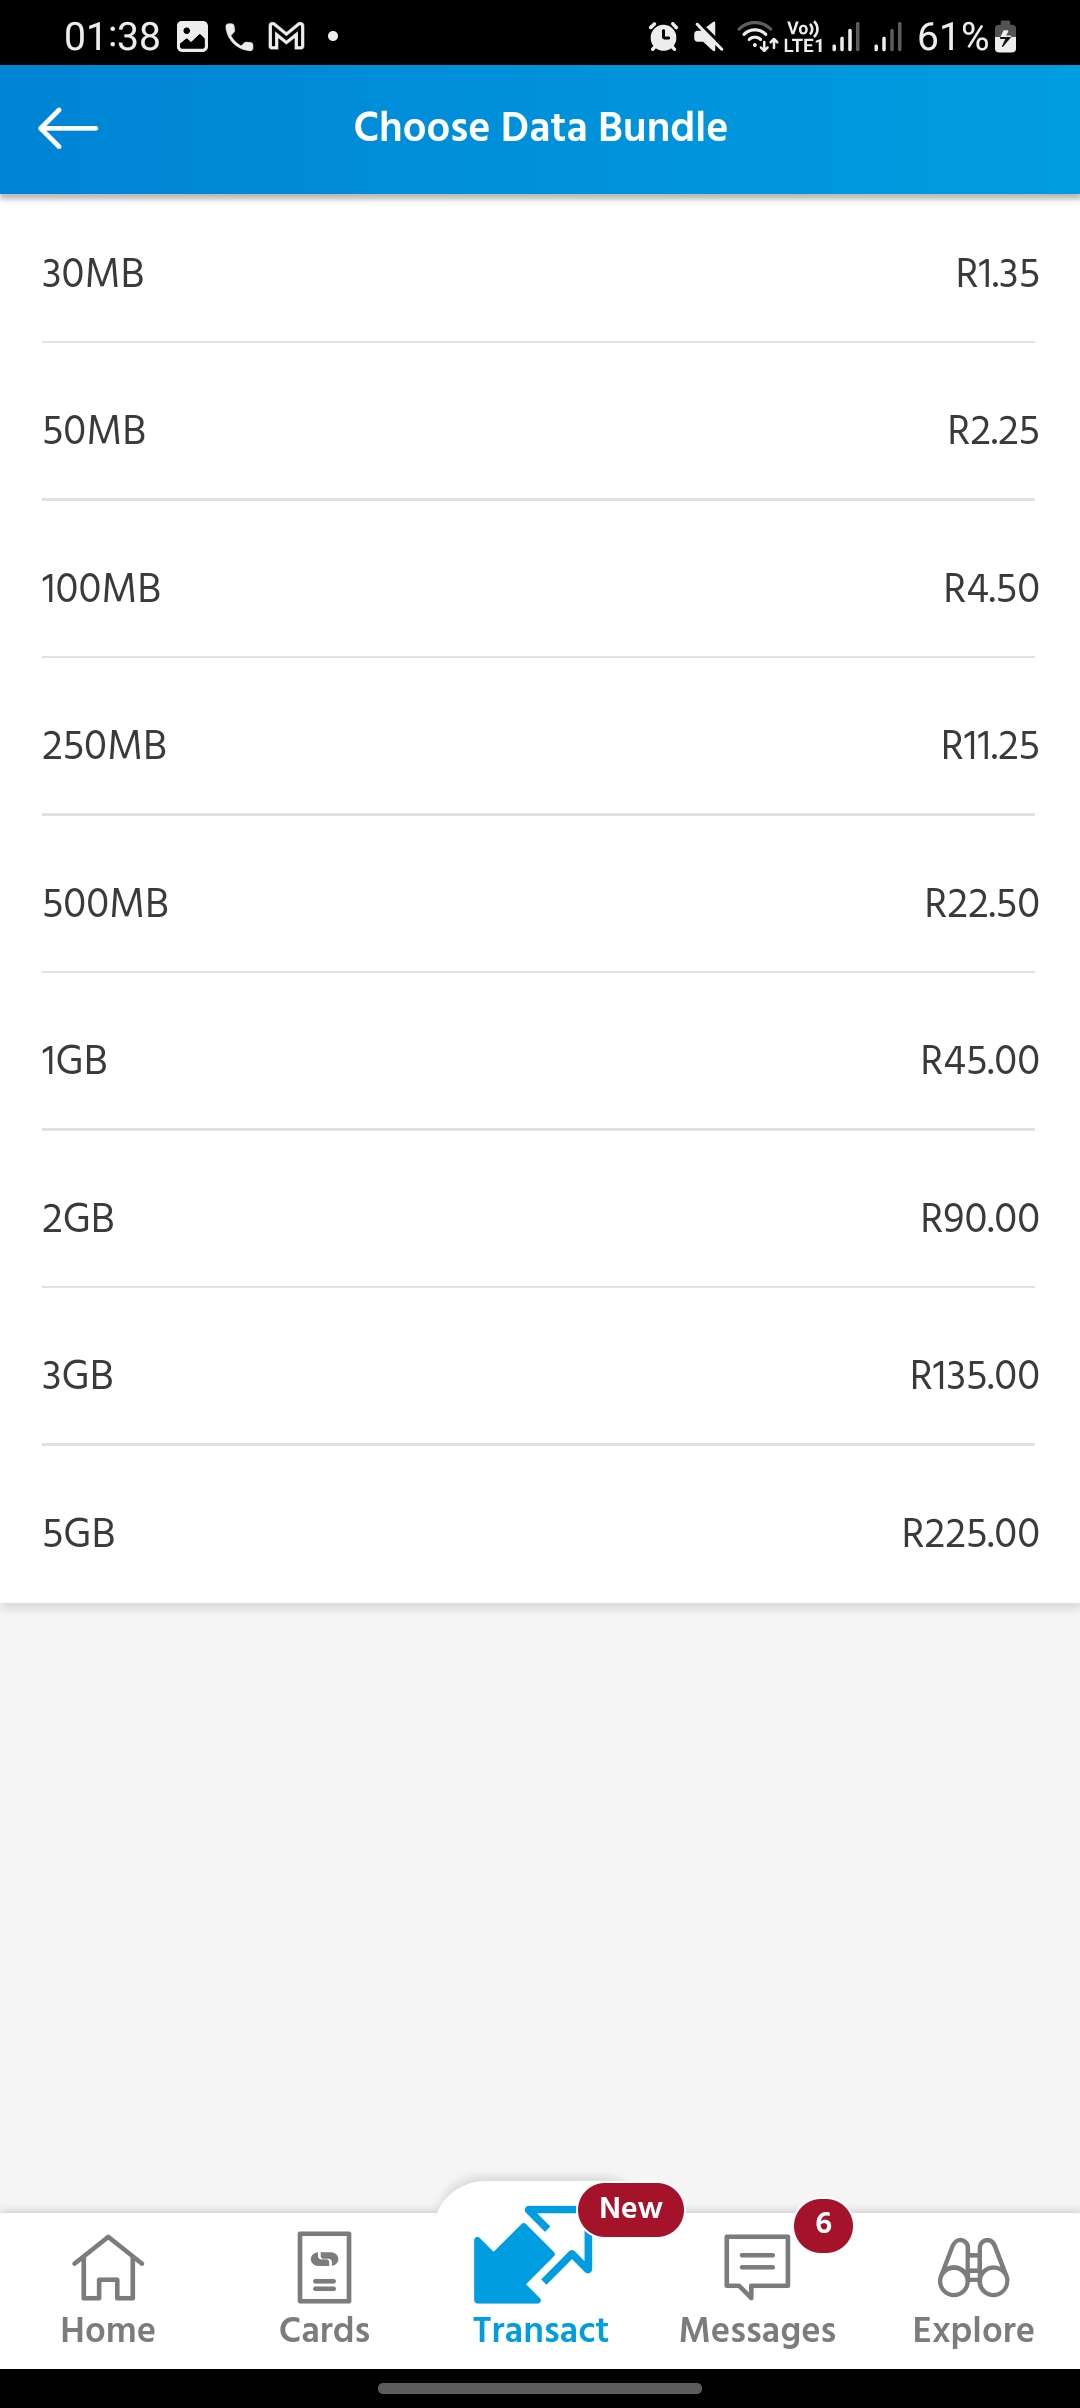 01:38 Vo)) LTE1 61%
Choose Data Bundle
30MB R1.35
50MB R2.25
100MB R4.50
250MB R11.25
500MB R22.50
1GB R45.00
2GB R90.00
3GB R135.00
5GB R225.00
New
6
Home Cards Transact Messages Explore